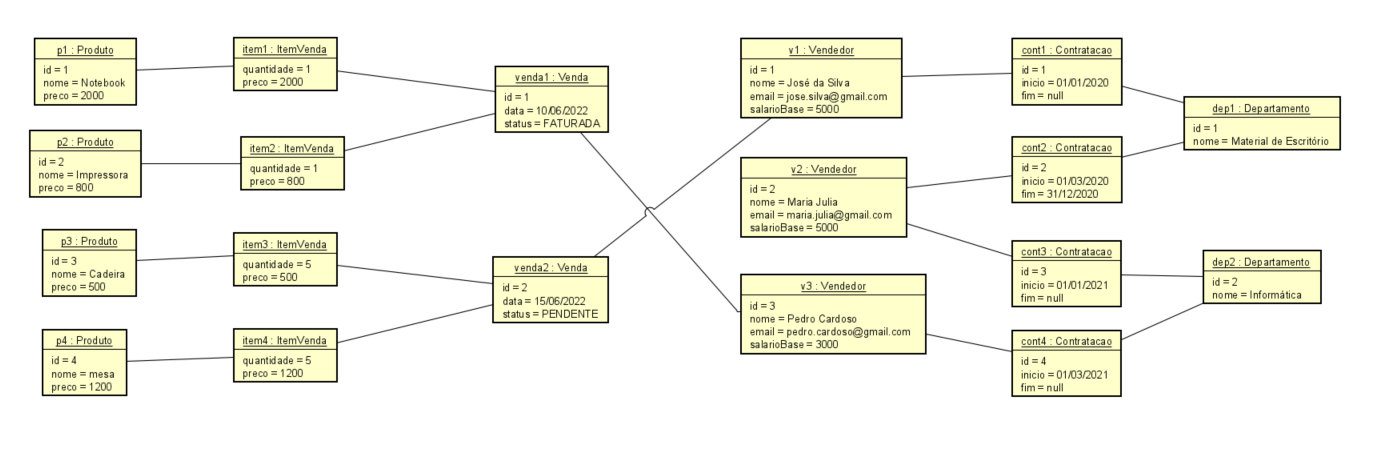 p1 : Produto
id = 1
nome = Notebook
preco = 2000
item1 : ItemVenda
quantidade = 1
preco = 2000
venda1 : Venda
id = 1
data = 10/06/2022
status = FATURADA
p2 : Produto
id = 2
nome = Impressora
preco = 800
item2 : ItemVenda
quantidade = 1
preco = 800
p3 : Produto
id = 3
nome = Cadeira
preco = 500
item3 : ItemVenda
quantidade = 5
preco = 500
venda2 : Venda
id = 2
data = 15/06/2022
status = PENDENTE
p4 : Produto
id = 4
nome = mesa
preco = 1200
item4 : ItemVenda
quantidade = 5
preco = 1200
v1 : Vendedor
id = 1
nome = José da Silva
email = jose.silva@gmail.com
salarioBase = 5000
cont1 : Contratacao
id = 1
inicio = 01/01/2020
fim = null
dep1 : Departamento
id = 1
nome = Material de Escritório
v2 : Vendedor
id = 2
nome = Maria Julia
email = maria.julia@gmail.com
salarioBase = 5000
cont2 : Contratacao
id = 2
inicio = 01/03/2020
fim = 31/12/2020
cont3 : Contratacao
id = 3
inicio = 01/01/2021
fim = null
dep2 : Departamento
id = 2
nome = Informática
v3 : Vendedor
id = 3
nome = Pedro Cardoso
email = pedro.cardoso@gmail.com
salarioBase = 3000
cont4 : Contratacao
id = 4
inicio = 01/03/2021
fim = null